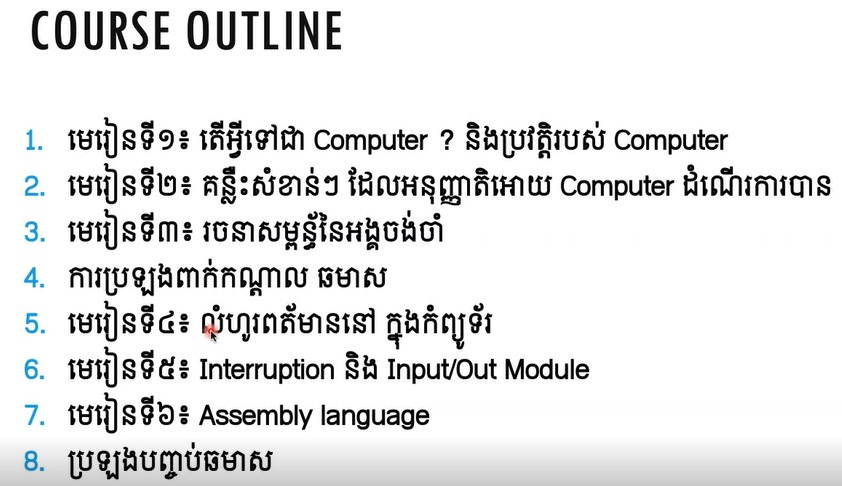 COURSE OUTLINE
1. មេរៀនទី១៖ តើអ្វីទៅជា Computer ? និងប្រវត្តិរបស់ Computer
2. មេរៀនទី២៖ គន្លឹះសំខាន់ៗ ដែលអនុញ្ញាតិអោយ Computer ដំណើរការបាន
3. មេរៀនទី៣៖ រចនាសម្ពន្ធ័នៃអង្គចង់ចាំ
4. ការប្រឡងពាក់កណ្ដាល ឆមាស
5. មេរៀនទី៤៖ លំហូរពត័មាននៅ ក្នុងកំព្យូទ័រ
6. មេរៀនទី៥៖ Interruption និង Input/Out Module
7. មេរៀនទី៦៖ Assembly language
8. ប្រឡងបញ្ចប់ឆមាស